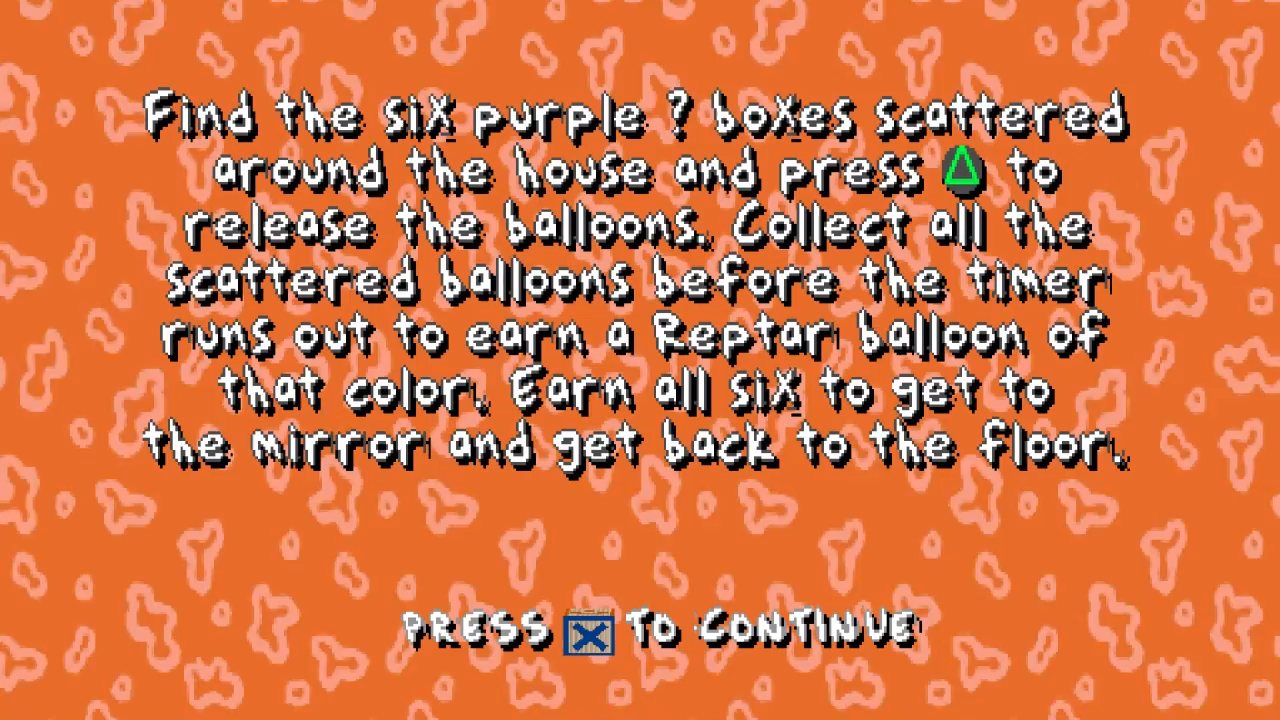 Find the six purple ? boxes scattered
around the house and press △ to
release the balloons. Collect all the
scattered balloons before the timer
runs out to earn a Reptar balloon of
that color. Earn all six to get to
the mirror and get back to the floor.
PRESS X TO CONTINUE